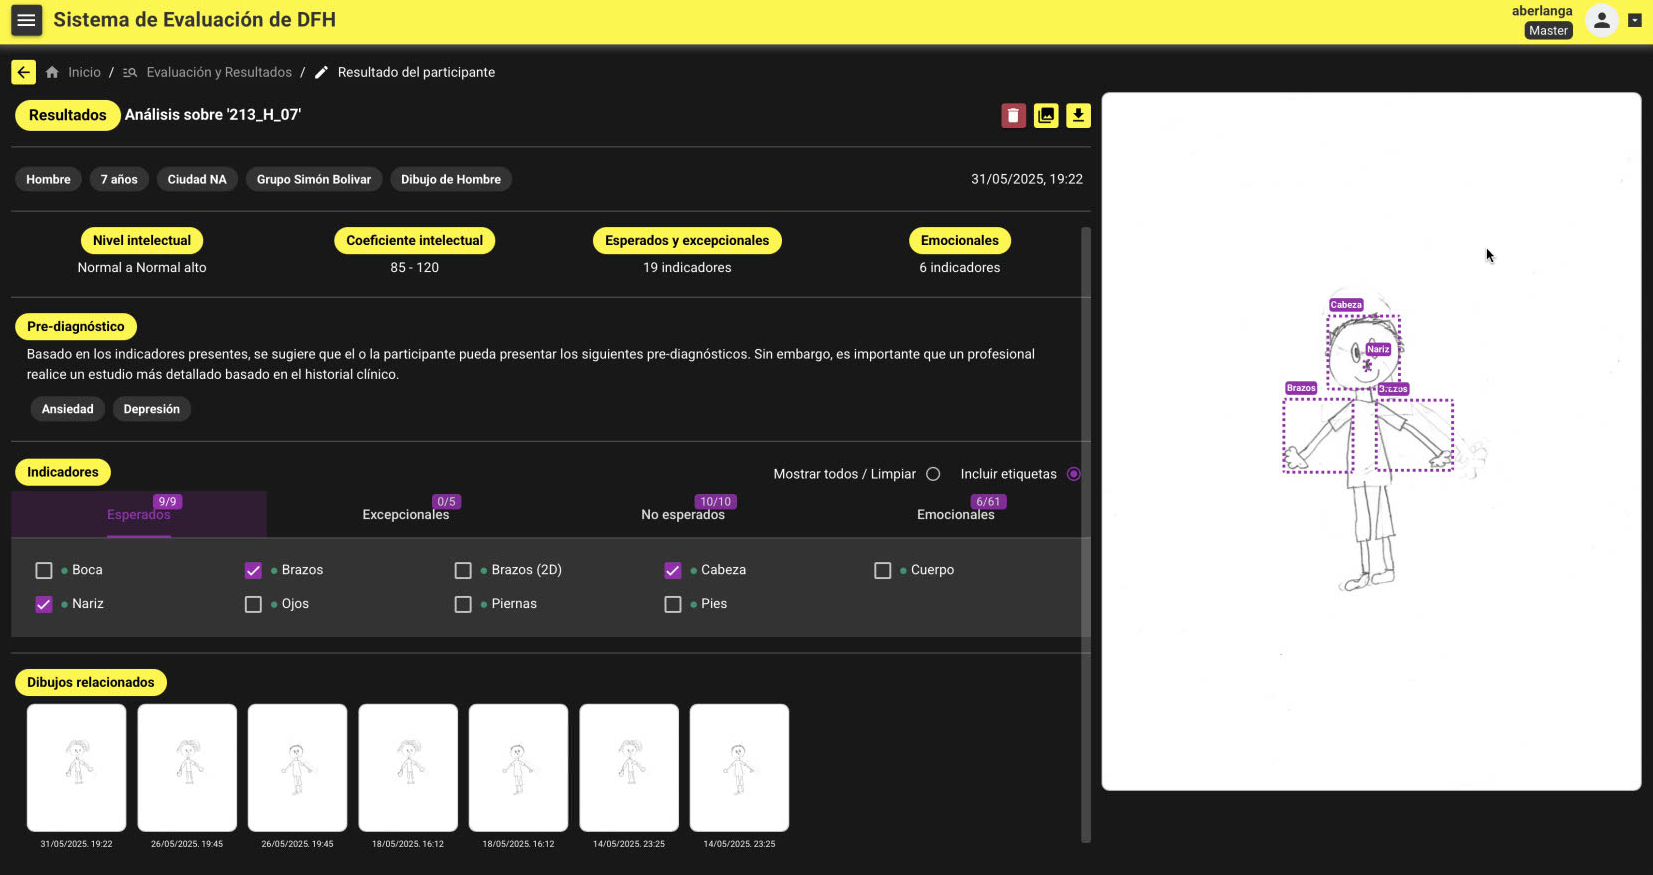 Sistema de Evaluación de DFH
aberlanga
Master
Inicio / Evaluación y Resultados / Resultado del participante
Resultados Análisis sobre '213_H_07'
Hombre 7 años Ciudad NA Grupo Simón Bolivar Dibujo de Hombre 31/05/2025, 19:22
Nivel intelectual Coeficiente intelectual Esperados y excepcionales Emocionales
Normal a Normal alto 85 - 120 19 indicadores 6 indicadores
Pre-diagnóstico
Basado en los indicadores presentes, se sugiere que el o la participante pueda presentar los siguientes pre-diagnósticos. Sin embargo, es importante que un profesional
realice un estudio más detallado basado en el historial clínico.
Ansiedad Depresión
Indicadores Mostrar todos / Limpiar Incluir etiquetas
9/9 0/5 10/10 6/61
Esperados Excepcionales No esperados Emocionales
Boca Brazos Brazos (2D) Cabeza Cuerpo
Nariz Ojos Piernas Pies
Dibujos relacionados
31/05/2025. 19:22 26/05/2025. 19:45 26/05/2025. 19:45 18/05/2025. 16:12 18/05/2025. 16:12 14/05/2025. 23:25 14/05/2025. 23:25
Cabeza
Nariz
Brazos